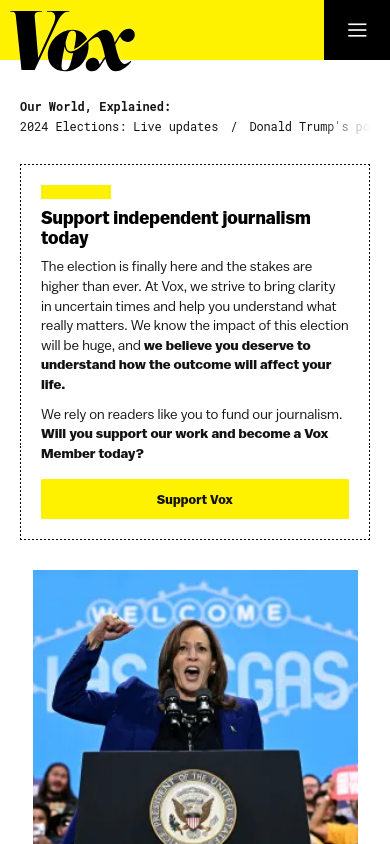 Vox
Our World, Explained:
2024 Elections: Live updates / Donald Trump's po
Support independent journalism
today
The election is finally here and the stakes are
higher than ever. At Vox, we strive to bring clarity
in uncertain times and help you understand what
really matters. We know the impact of this election
will be huge, and we believe you deserve to
understand how the outcome will affect your
life.
We rely on readers like you to fund our journalism.
Will you support our work and become a Vox
Member today?
Support Vox
WELCOME
LAS VEGAS
PRESIDENT